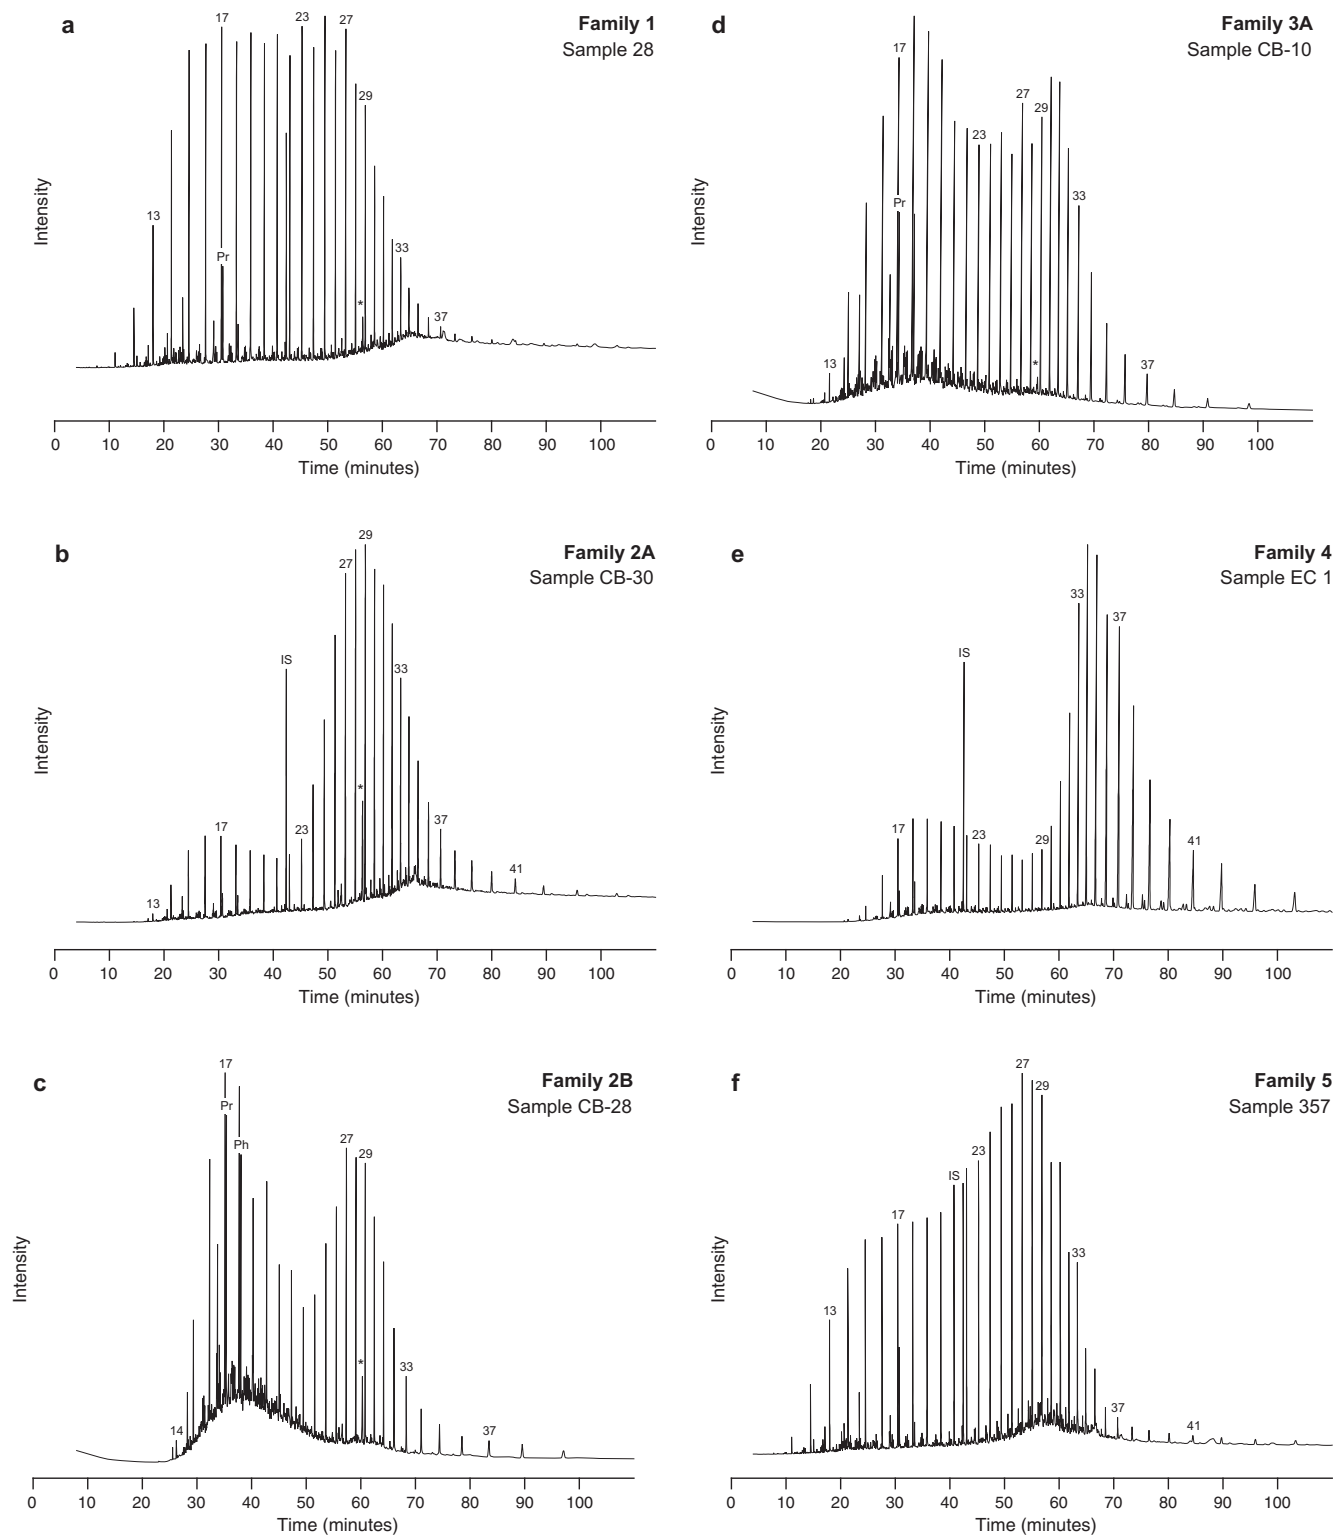 a
Family 1
Sample 28
17
23
27
29
13
Pr
*
33
37
Intensity
0 10 20 30 40 50 60 70 80 90 100
Time (minutes)
d
Family 3A
Sample CB-10
17
27
29
23
Pr
33
13
*
37
Intensity
0 10 20 30 40 50 60 70 80 90 100
Time (minutes)
b
Family 2A
Sample CB-30
29
27
IS
33
*
17
23
37
13
41
Intensity
0 10 20 30 40 50 60 70 80 90 100
Time (minutes)
e
Family 4
Sample EC 1
33
37
IS
17
23
29
41
Intensity
0 10 20 30 40 50 60 70 80 90 100
Time (minutes)
c
Family 2B
Sample CB-28
17
Pr
Ph
27
29
*
33
14
37
Intensity
0 10 20 30 40 50 60 70 80 90 100
Time (minutes)
f
Family 5
Sample 357
27
29
23
IS
17
33
13
37
41
Intensity
0 10 20 30 40 50 60 70 80 90 100
Time (minutes)